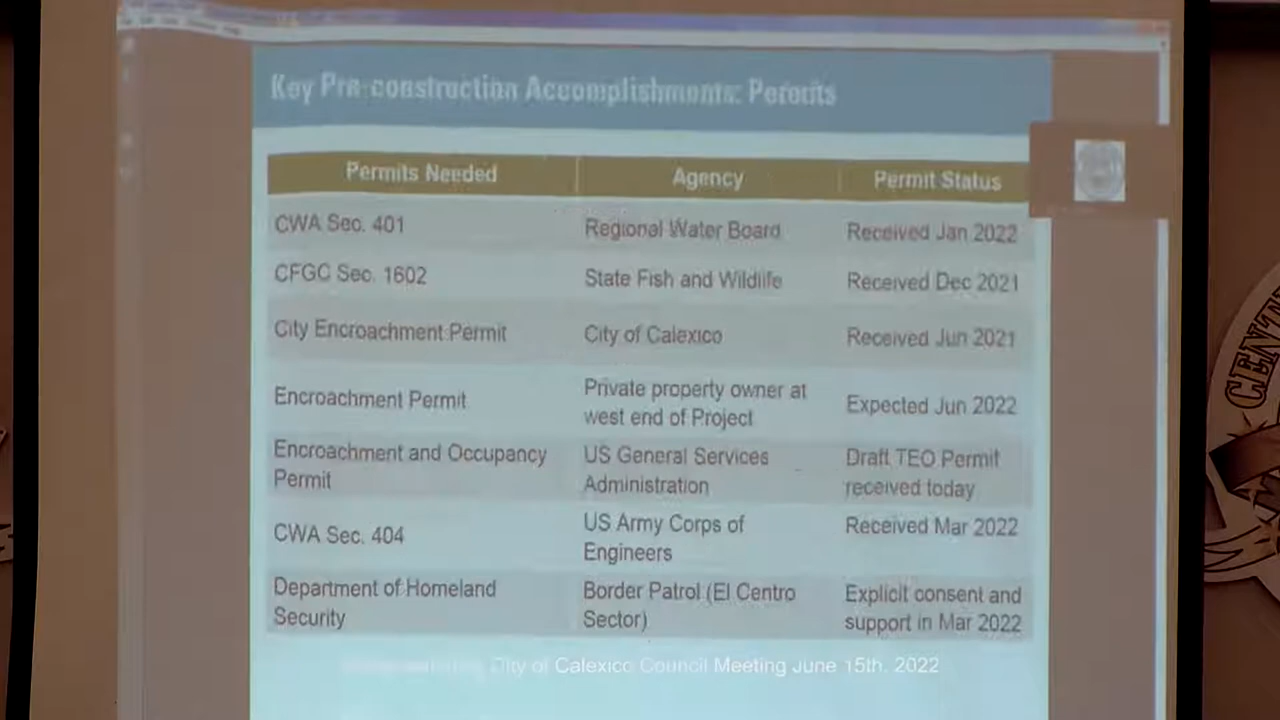 Key Pre-construction Accomplishments: Permits
Permits Needed Agency Permit Status
CWA Sec. 401 Regional Water Board Received Jan 2022
CFGC Sec. 1602 State Fish and Wildlife Received Dec 2021
City Encroachment Permit City of Calexico Received Jun 2021
Encroachment Permit Private property owner at west end of Project Expected Jun 2022
Encroachment and Occupancy Permit US General Services Administration Draft TEO Permit received today
CWA Sec. 404 US Army Corps of Engineers Received Mar 2022
Department of Homeland Security Border Patrol (El Centro Sector) Explicit consent and support in Mar 2022
City of Calexico Council Meeting June 15th, 2022
CENT